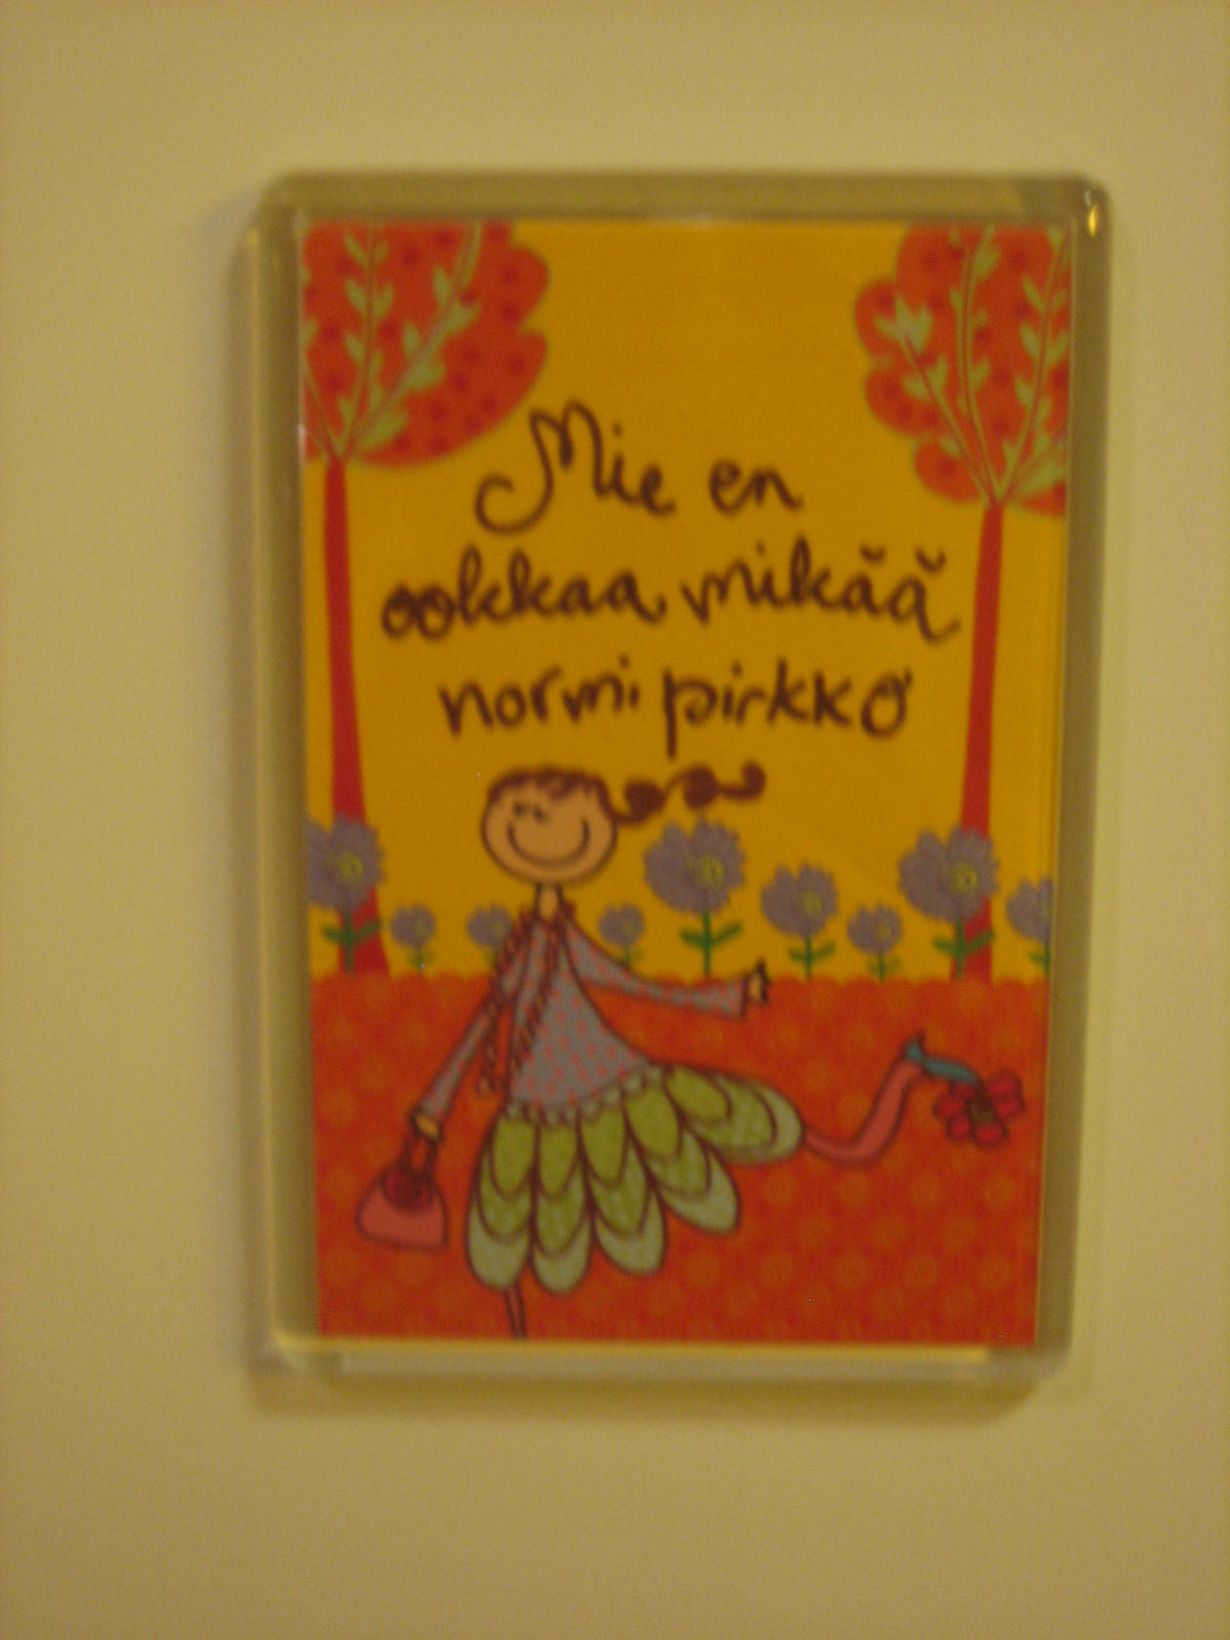 Mie en
ookkaa mikää
normi pirkko